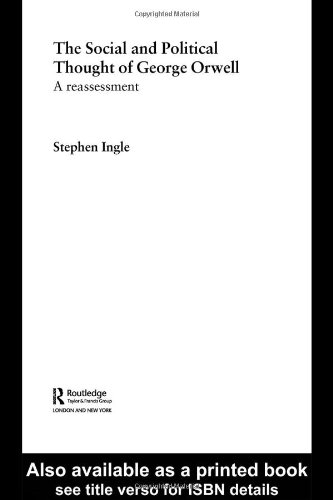 Copyrighted Material
The Social and Political
Thought of George Orwell
A reassessment
Stephen Ingle
Routledge
Taylor & Francis Group
LONDON AND NEW YORK
Copyrighted Material
Also available as a printed book
see title verso for ISBN details